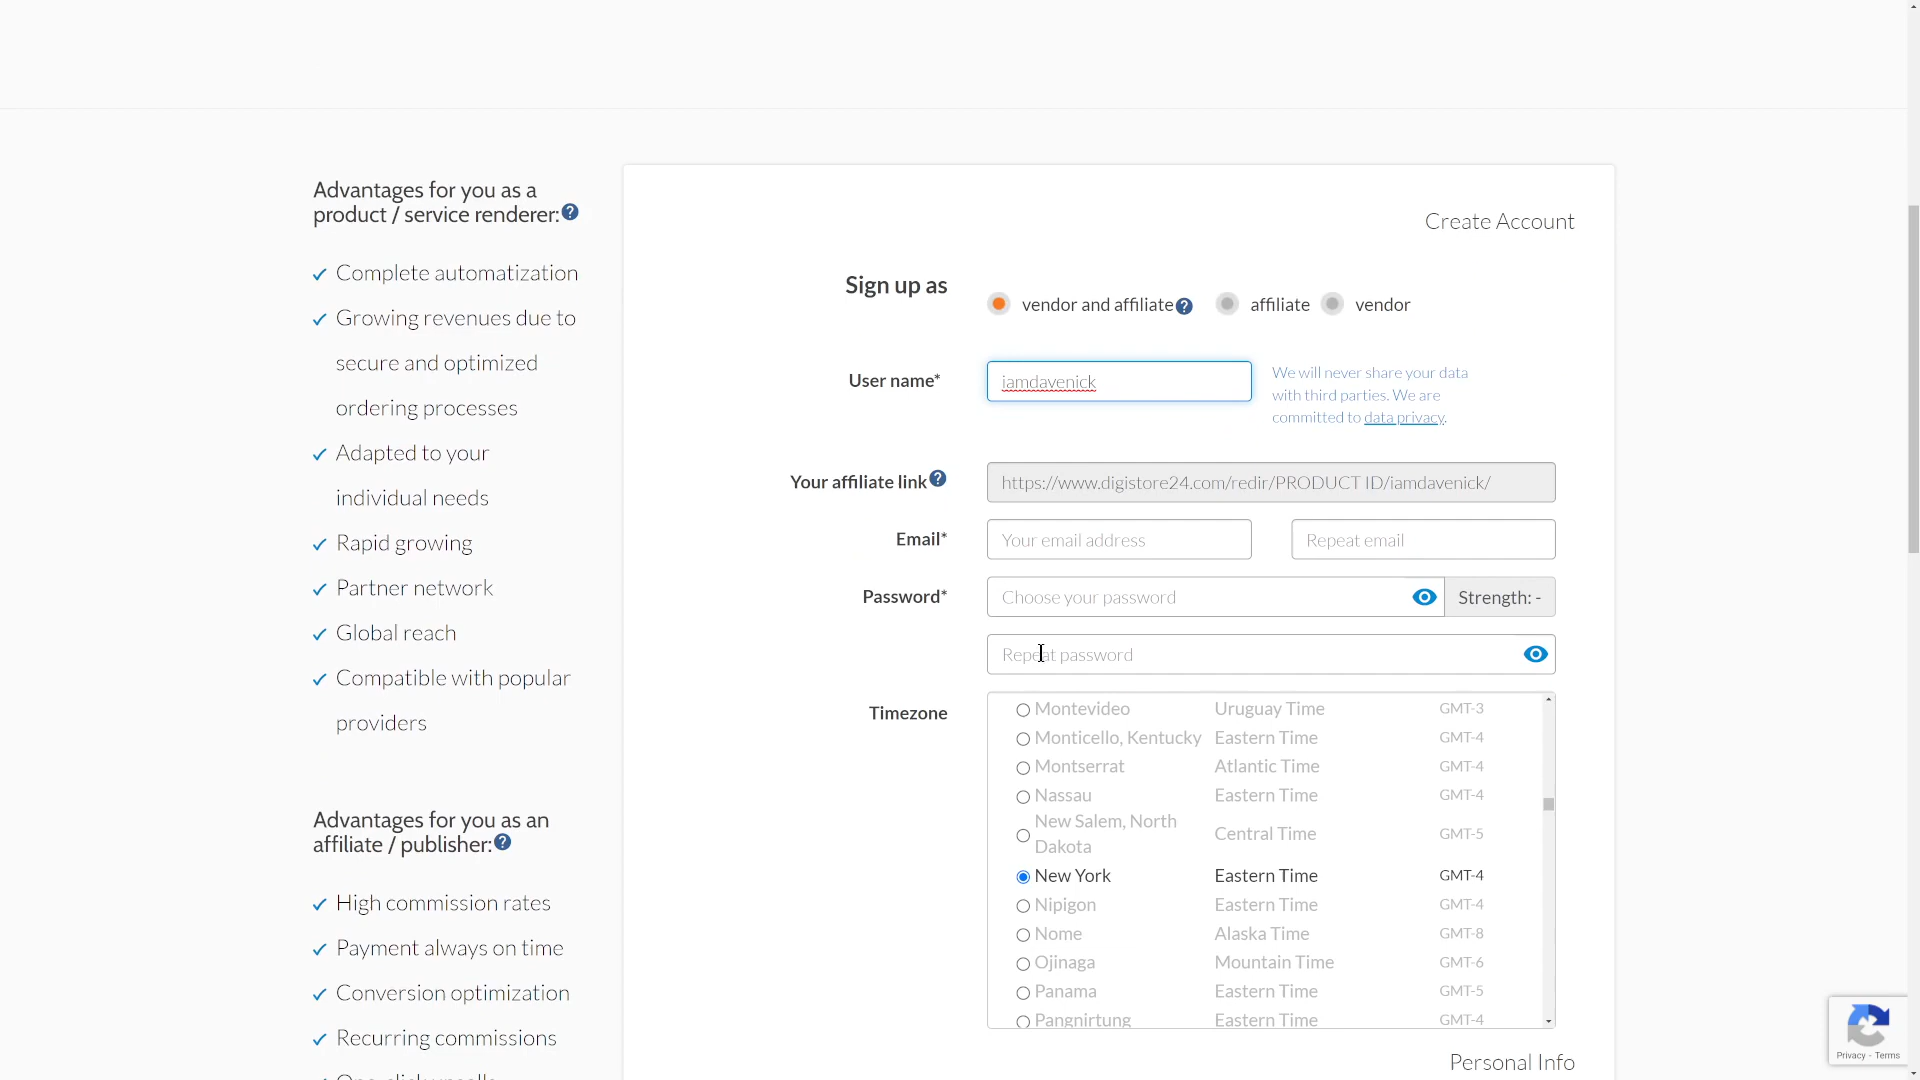 Advantages for you as a
product / service renderer:
Complete automatization
Growing revenues due to
secure and optimized
ordering processes
Adapted to your
individual needs
Rapid growing
Partner network
Global reach
Compatible with popular
providers
Advantages for you as an
affiliate / publisher:
High commission rates
Payment always on time
Conversion optimization
Recurring commissions
Create Account
Sign up as
vendor and affiliate affiliate vendor
User name*
iamdavenick
We will never share your data
with third parties. We are
committed to data privacy.
Your affiliate link
https://www.digistore24.com/redir/PRODUCT ID/iamdavenick/
Email*
Your email address Repeat email
Password*
Choose your password Strength: -
Repeat password
Timezone
Montevideo Uruguay Time GMT-3
Monticello, Kentucky Eastern Time GMT-4
Montserrat Atlantic Time GMT-4
Nassau Eastern Time GMT-4
New Salem, North
Dakota Central Time GMT-5
New York Eastern Time GMT-4
Nipigon Eastern Time GMT-4
Nome Alaska Time GMT-8
Ojinaga Mountain Time GMT-6
Panama Eastern Time GMT-5
Pangnirtung Eastern Time GMT-4
Personal Info
Privacy - Terms